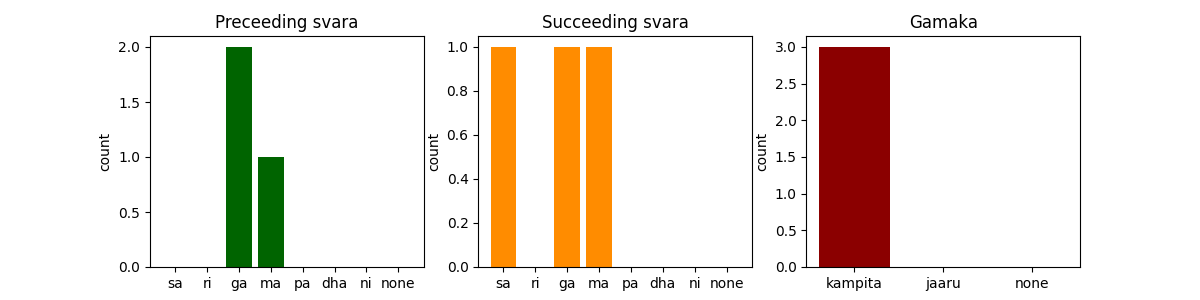 Preceeding svara
count
2.0
1.5
1.0
0.5
0.0
sa ri ga ma pa dha ni none
Succeeding svara
count
1.0
0.8
0.6
0.4
0.2
0.0
sa ri ga ma pa dha ni none
Gamaka
count
3.0
2.5
2.0
1.5
1.0
0.5
0.0
kampita jaaru none